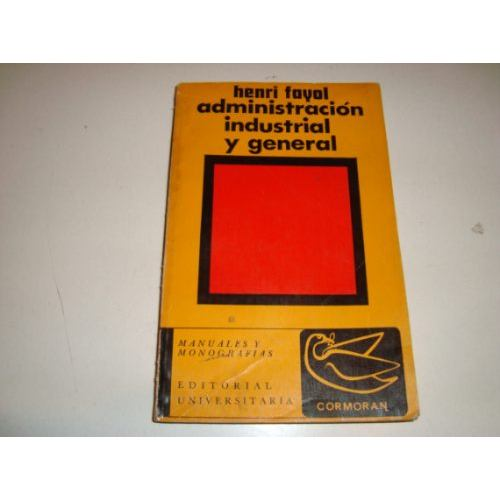 henri fayol
administración
industrial
y general
MANUALES Y
MONOGRAFIAS
EDITORIAL
UNIVERSITARIA
CORMORAN